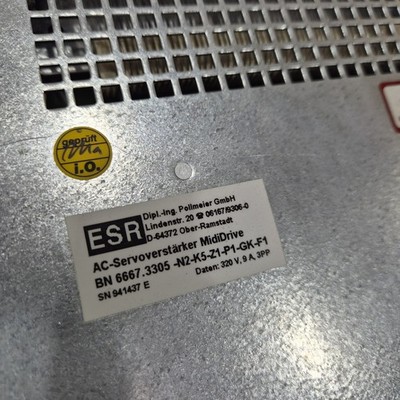 geprüft
i.O.
ESR
Dipl.-Ing. Pollmeier GmbH
Lindenstr. 20 ☎ 06167/9306-0
D-64372 Ober-Ramstadt
AC-Servoverstärker MidiDrive
BN 6667.3305 -N2-K5-Z1-P1-GK-F1
SN 941437 E Daten: 320 V, 9 A, 3PP